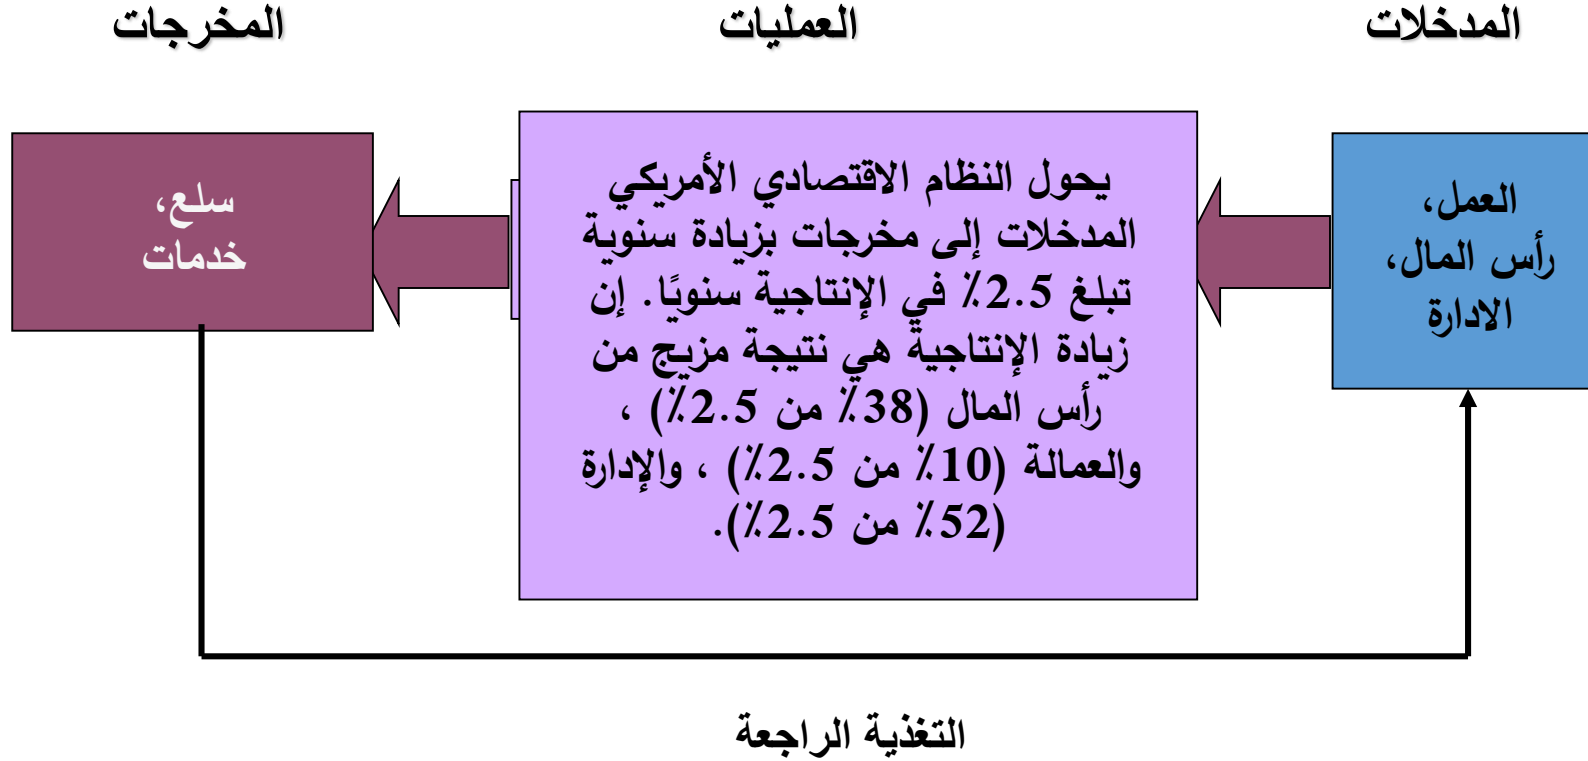 المدخلات
العمليات
المخرجات
العمل،
رأس المال،
الادارة
يحول النظام الاقتصادي الأمريكي
المدخلات إلى مخرجات بزيادة سنوية
تبلغ 2.5٪ في الإنتاجية سنويًا. إن
زيادة الإنتاجية هي نتيجة مزيج من
رأس المال (38٪ من 2.5٪) ،
والعمالة (10٪ من 2.5٪) ، والإدارة
(52٪ من 2.5٪).
سلع،
خدمات
التغذية الراجعة